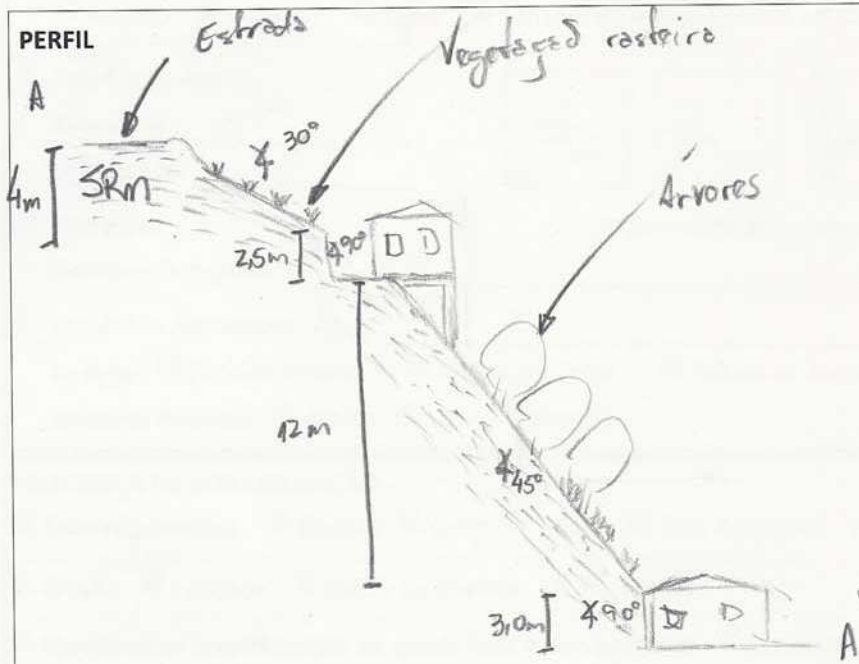 PERFIL
Estrada
Vegetação rasteira
A
30°
Árvores
4m
SRM
2,5m
90°
12m
45°
3,0m
90°
A